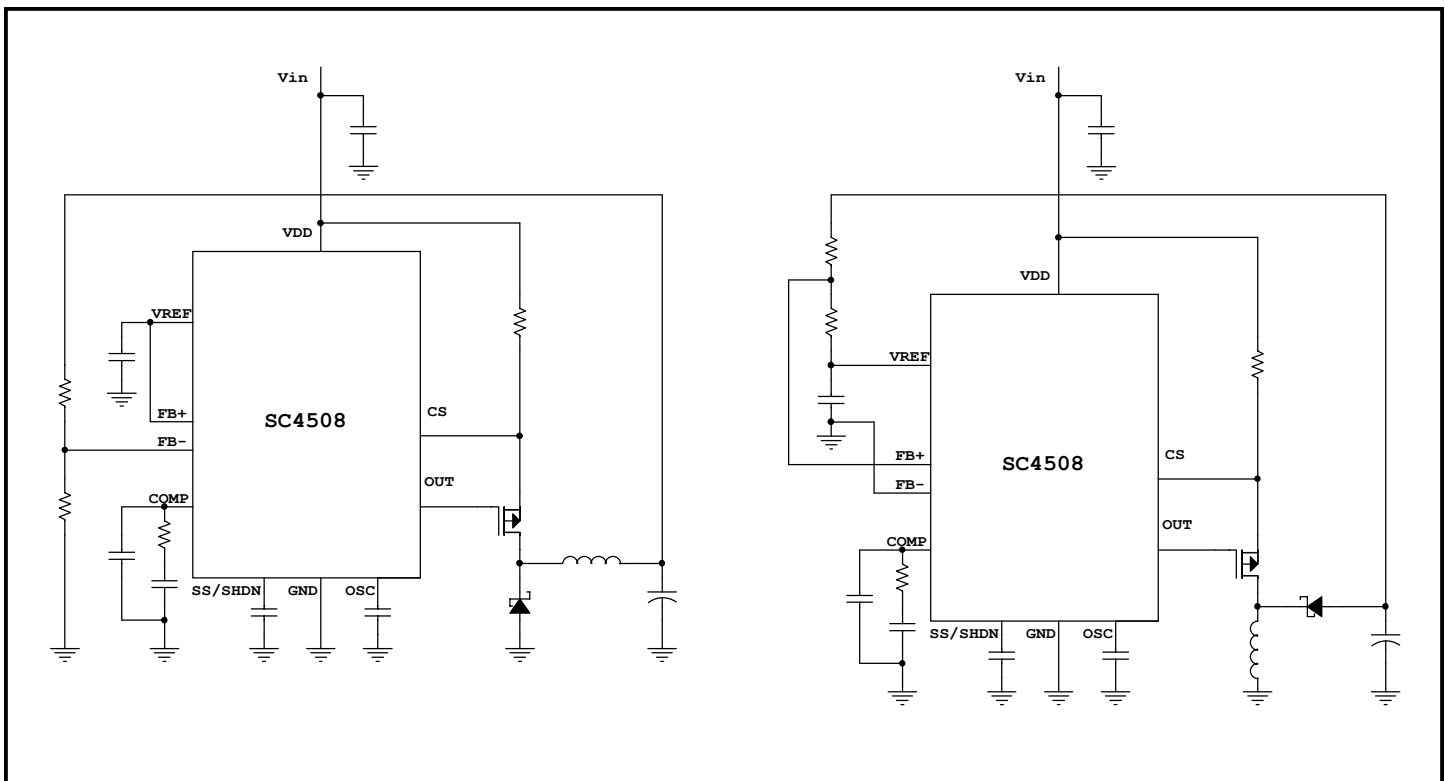 Vin
VDD
VREF
FB+
FB-
COMP
SC4508
CS
OUT
SS/SHDN
GND
OSC
Vin
VDD
VREF
FB+
FB-
COMP
SC4508
CS
OUT
SS/SHDN
GND
OSC